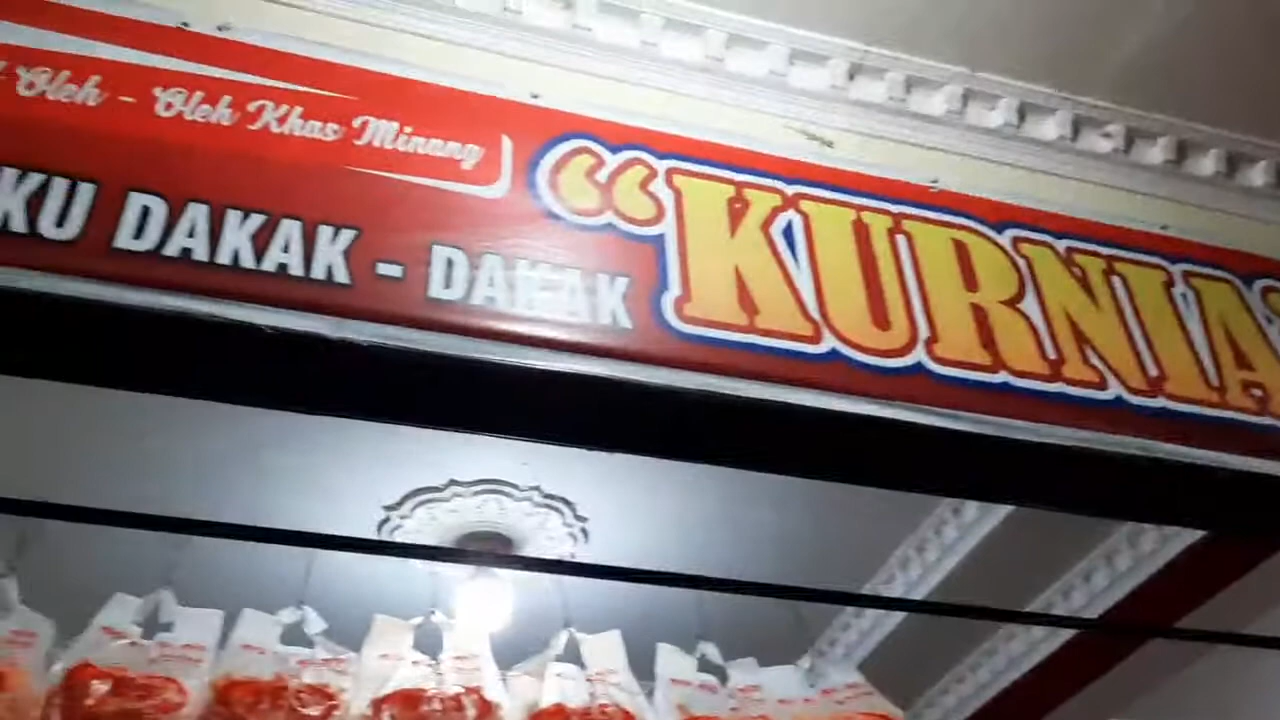 Oleh - Oleh Khas Minang
KU DAKAK - DAKAK
“KURNIA”